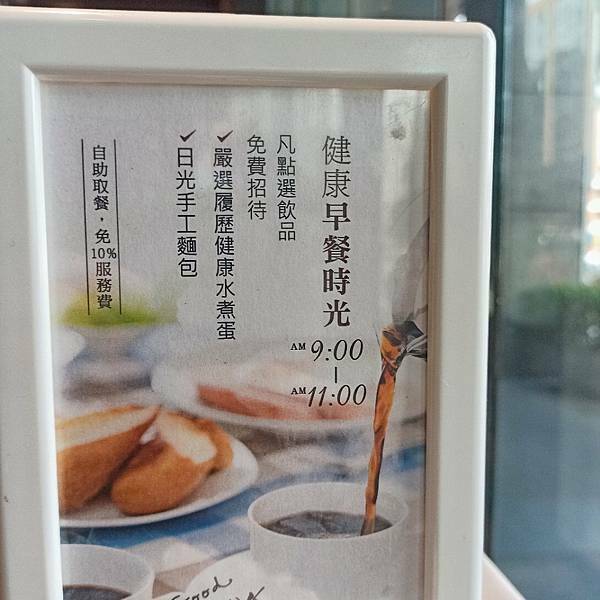 健康早餐時光
AM 9:00
|
AM 11:00
凡點選飲品
免費招待
✓嚴選履歷健康水煮蛋
✓日光手工麵包
自助取餐，免10%服務費
Good